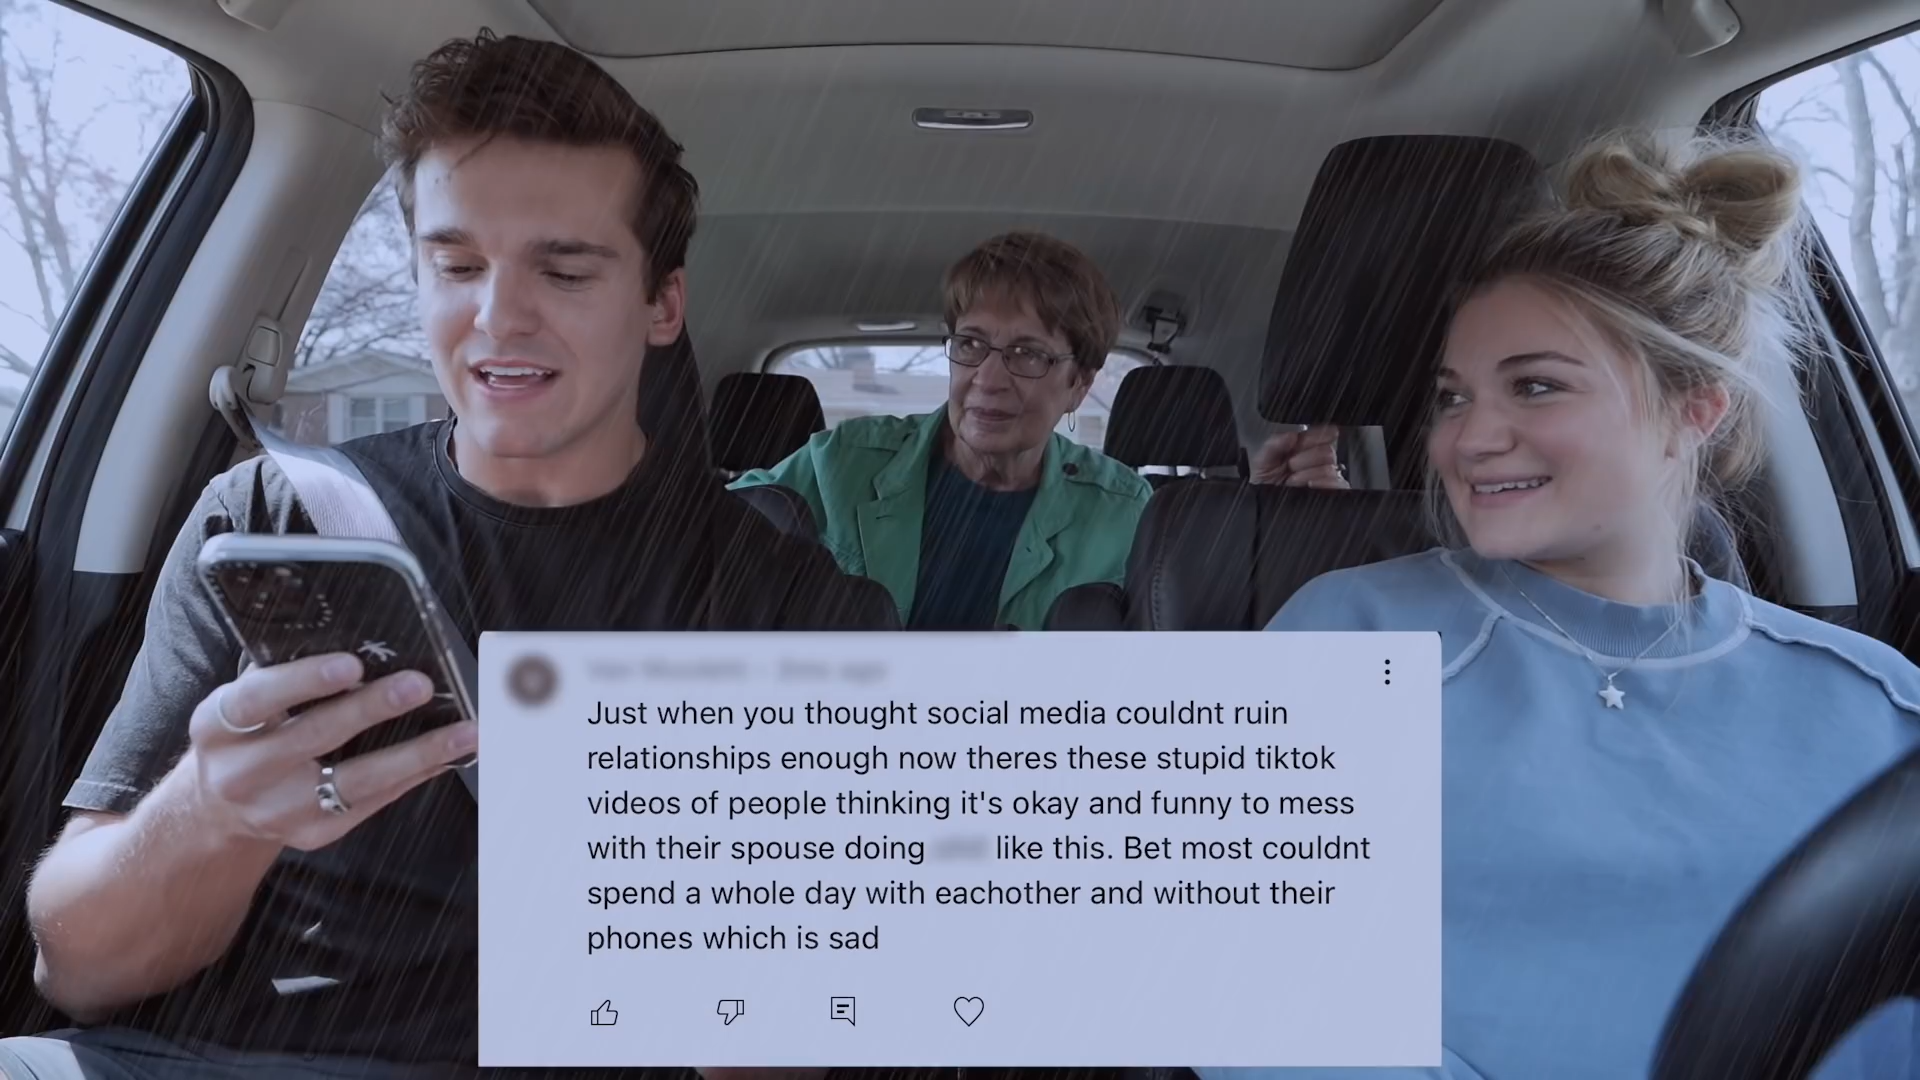 Just when you thought social media couldnt ruin
relationships enough now theres these stupid tiktok
videos of people thinking it's okay and funny to mess
with their spouse doing like this. Bet most couldnt
spend a whole day with eachother and without their
phones which is sad